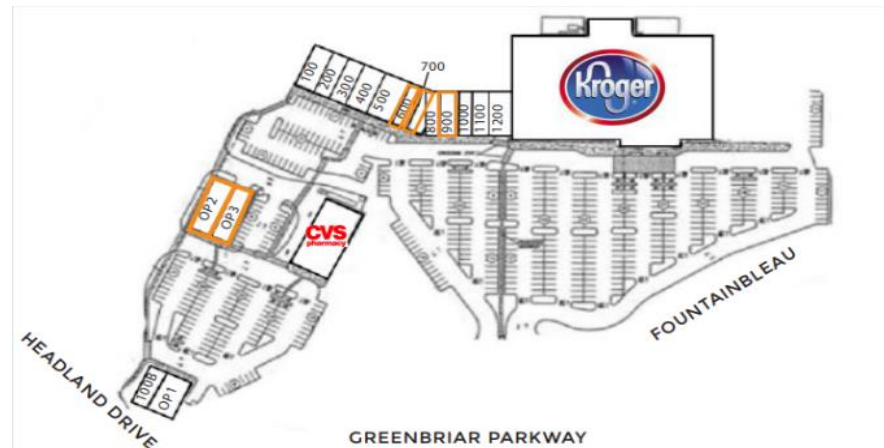 700
100
200
300
400
500
600
800
900
1000
1100
1200
Kroger
OP2
OP3
CVS
pharmacy
FOUNTAINBLEAU
HEADLAND DRIVE
100B
OP1
GREENBRIAR PARKWAY